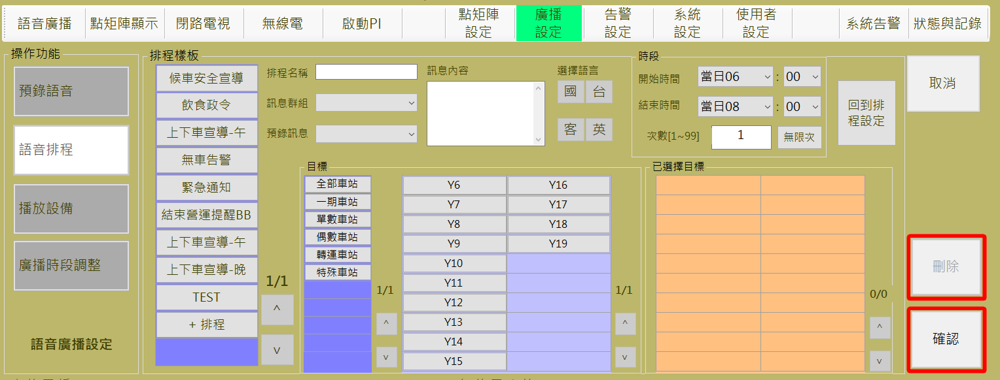 語音廣播
點矩陣顯示
閉路電視
無線電
啟動PI
點矩陣
設定
廣播
設定
告警
設定
系統
設定
使用者
設定
系統告警
狀態與記錄
操作功能
預錄語音
語音排程
播放設備
廣播時段調整
語音廣播設定
排程樣板
候車安全宣導
飲食政令
上下車宣導-午
無車告警
緊急通知
結束營運提醒BB
上下車宣導-午
上下車宣導-晚
TEST
+ 排程
1/1
^
v
排程名稱
訊息群組
預錄訊息
訊息內容
選擇語言
國
台
客
英
時段
開始時間
當日06
:
00
結束時間
當日08
:
00
次數[1~99]
1
無限次
回到排
程設定
取消
目標
全部車站
一期車站
單數車站
偶數車站
轉運車站
特殊車站
1/1
^
v
Y6
Y7
Y8
Y9
Y10
Y11
Y12
Y13
Y14
Y15
Y16
Y17
Y18
Y19
1/1
^
v
已選擇目標
0/0
^
v
刪除
確認